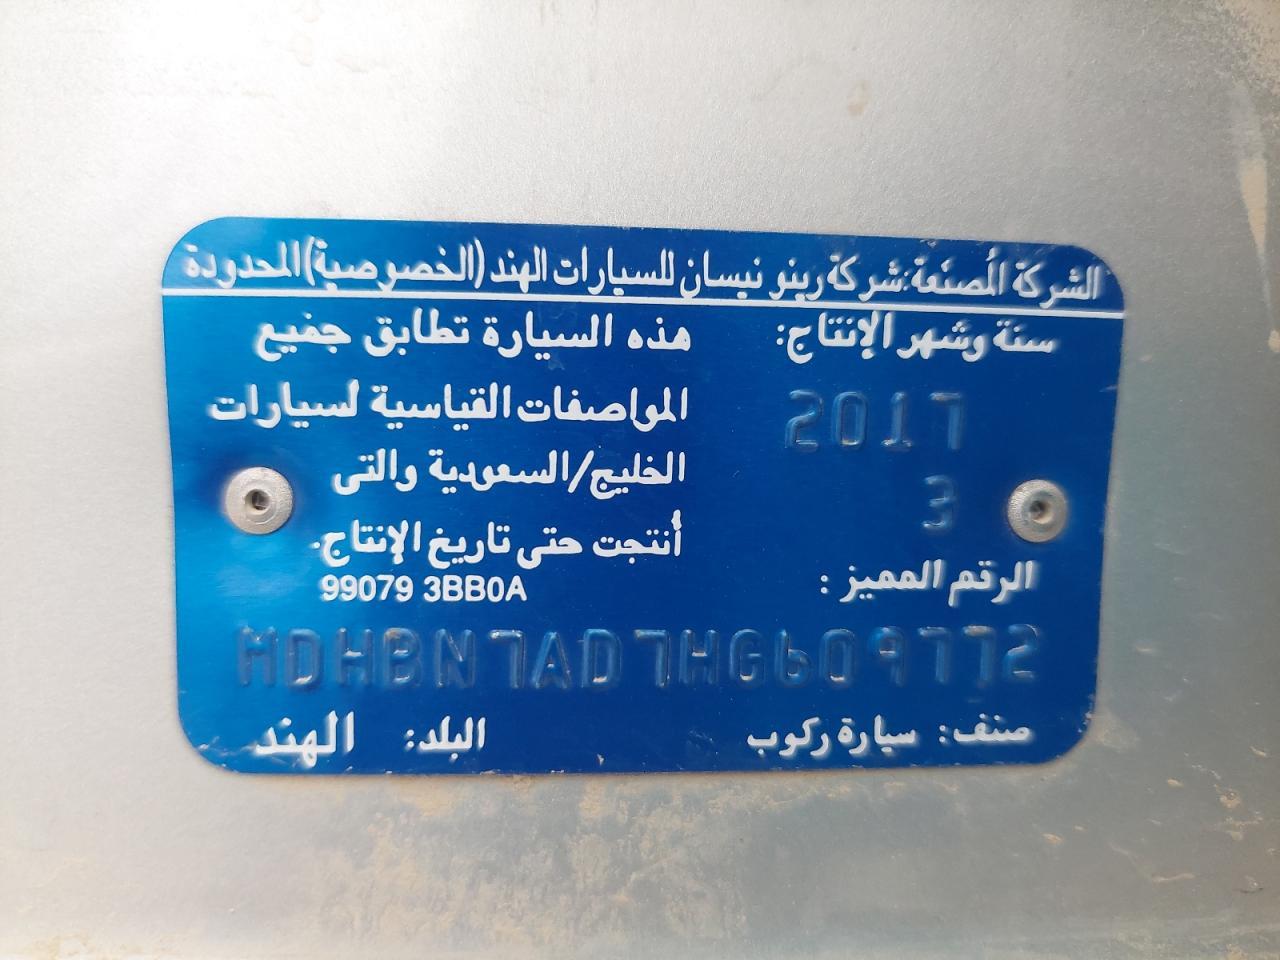 الشركة المُصنعة: شركة رينو نيسان للسيارات الهند (الخصوصية) المحدودة
سنة وشهر الإنتاج:
2017
3
هذه السيارة تطابق جميع
المواصفات القياسية لسيارات
الخليج/السعودية والتى
أنتجت حتى تاريخ الإنتاج.
99079 3BB0A
الرقم المميز :
MDHBN7AD7HG609772
صنف: سيارة ركوب
البلد: الهند